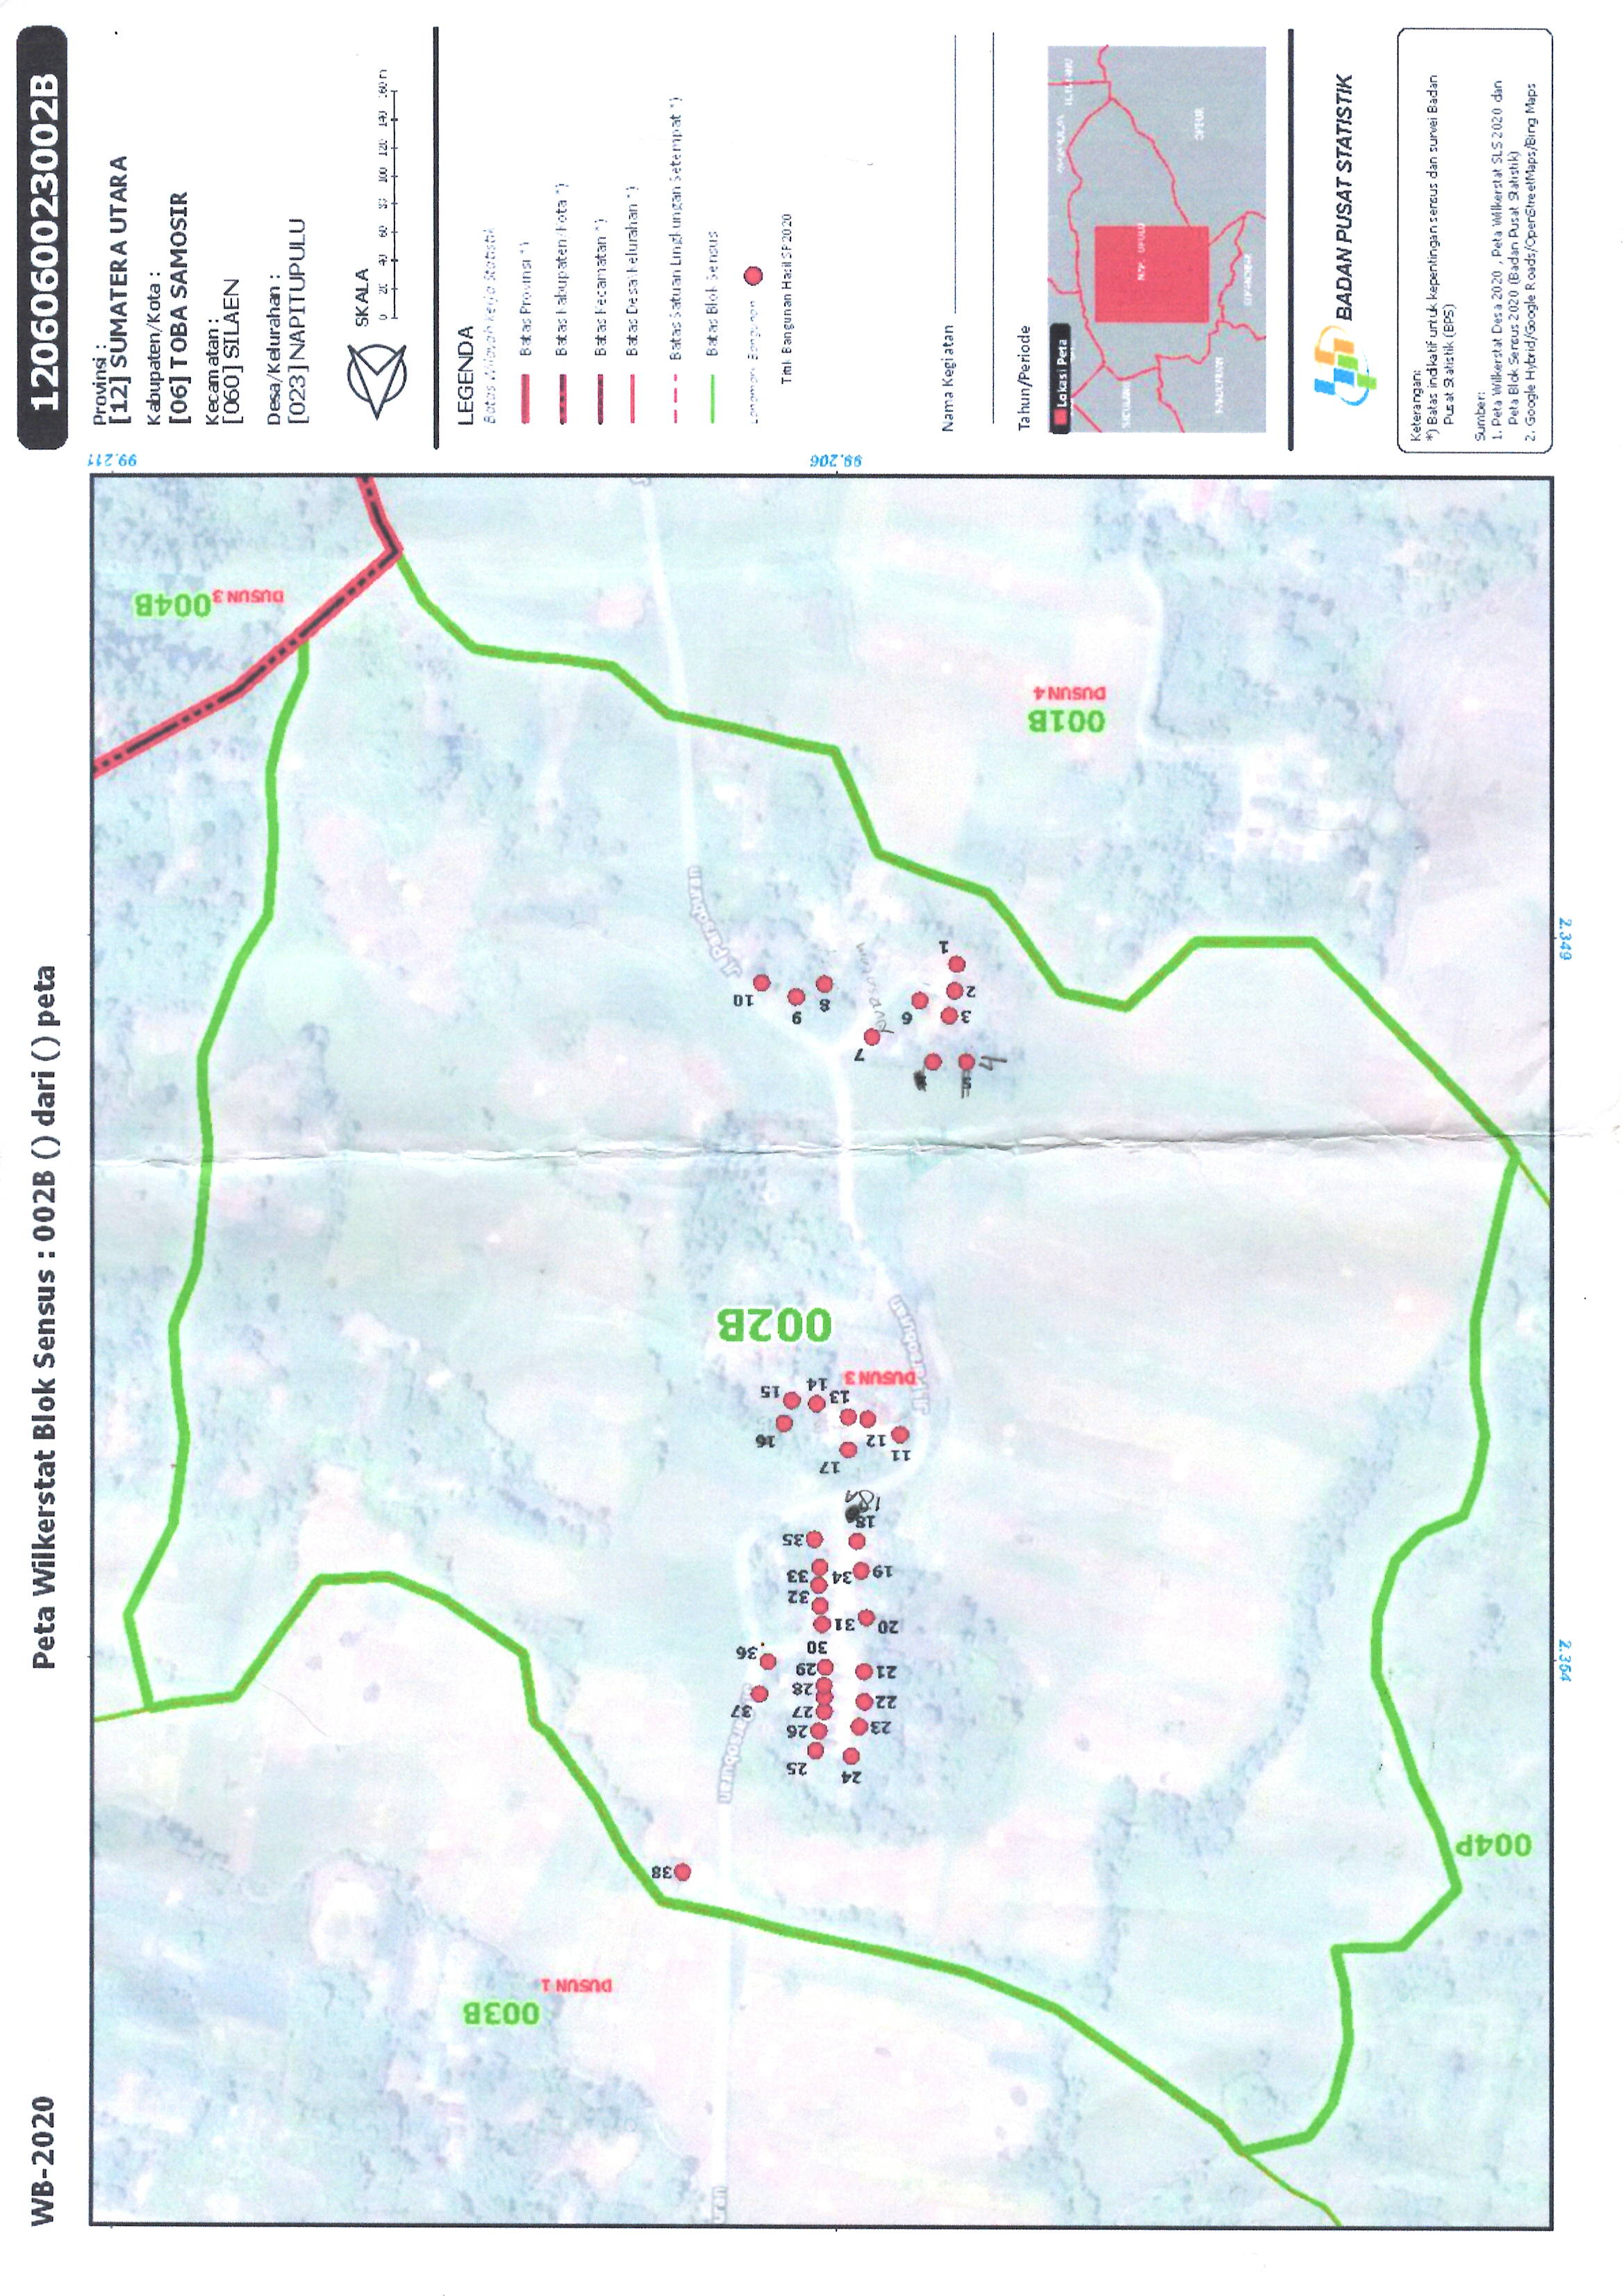 WB-2020
Peta Wilkerstat Blok Sensus : 002B () dari () peta
1206060023002B
Provinsi :
[12] SUMATERA UTARA
Kabupaten/Kota :
[06] TOBA SAMOSIR
Kecamatan :
[060] SILAEN
Desa/Kelurahan :
[023] NAPITUPULU
SKALA
0 20 40 60 80 100 120 140 160 m
LEGENDA
Batas Wilayah Kerja Statistik
Batas Provinsi *)
Batas Kabupaten/Kota *)
Batas Kecamatan *)
Batas Desa/Kelurahan *)
Batas Satuan Lingkungan Setempat *)
Batas Blok Sensus
Landmark Bangunan
Titik Bangunan Hasil SP2020
Nama Kegiatan
Tahun/Periode
Lokasi Peta
BADAN PUSAT STATISTIK
Keterangan:
*) Batas indikatif untuk kepentingan sensus dan survei Badan
Pusat Statistik (BPS)
Sumber:
1. Peta Wilkerstat Desa 2020 , Peta Wilkerstat SLS 2020 dan
Peta Blok Sensus 2020 (Badan Pusat Statistik)
2. Google Hybrid/Google Roads/OpenStreetMaps/Bing Maps
99.211
99.206
2.354
2.349
004B
DUSUN 3
003B
DUSUN 1
002B
DUSUN 3
001B
DUSUN 4
004P
uran
Jl. Parsoburan
Jl. Parsoburan
38
37
36
25
26
27
28
29
30
32
33
35
24
23
22
21
20
31
19
34
18
18A
16
15
14
13
17
12
11
10
9
8
7
6
5
4
3
2
1